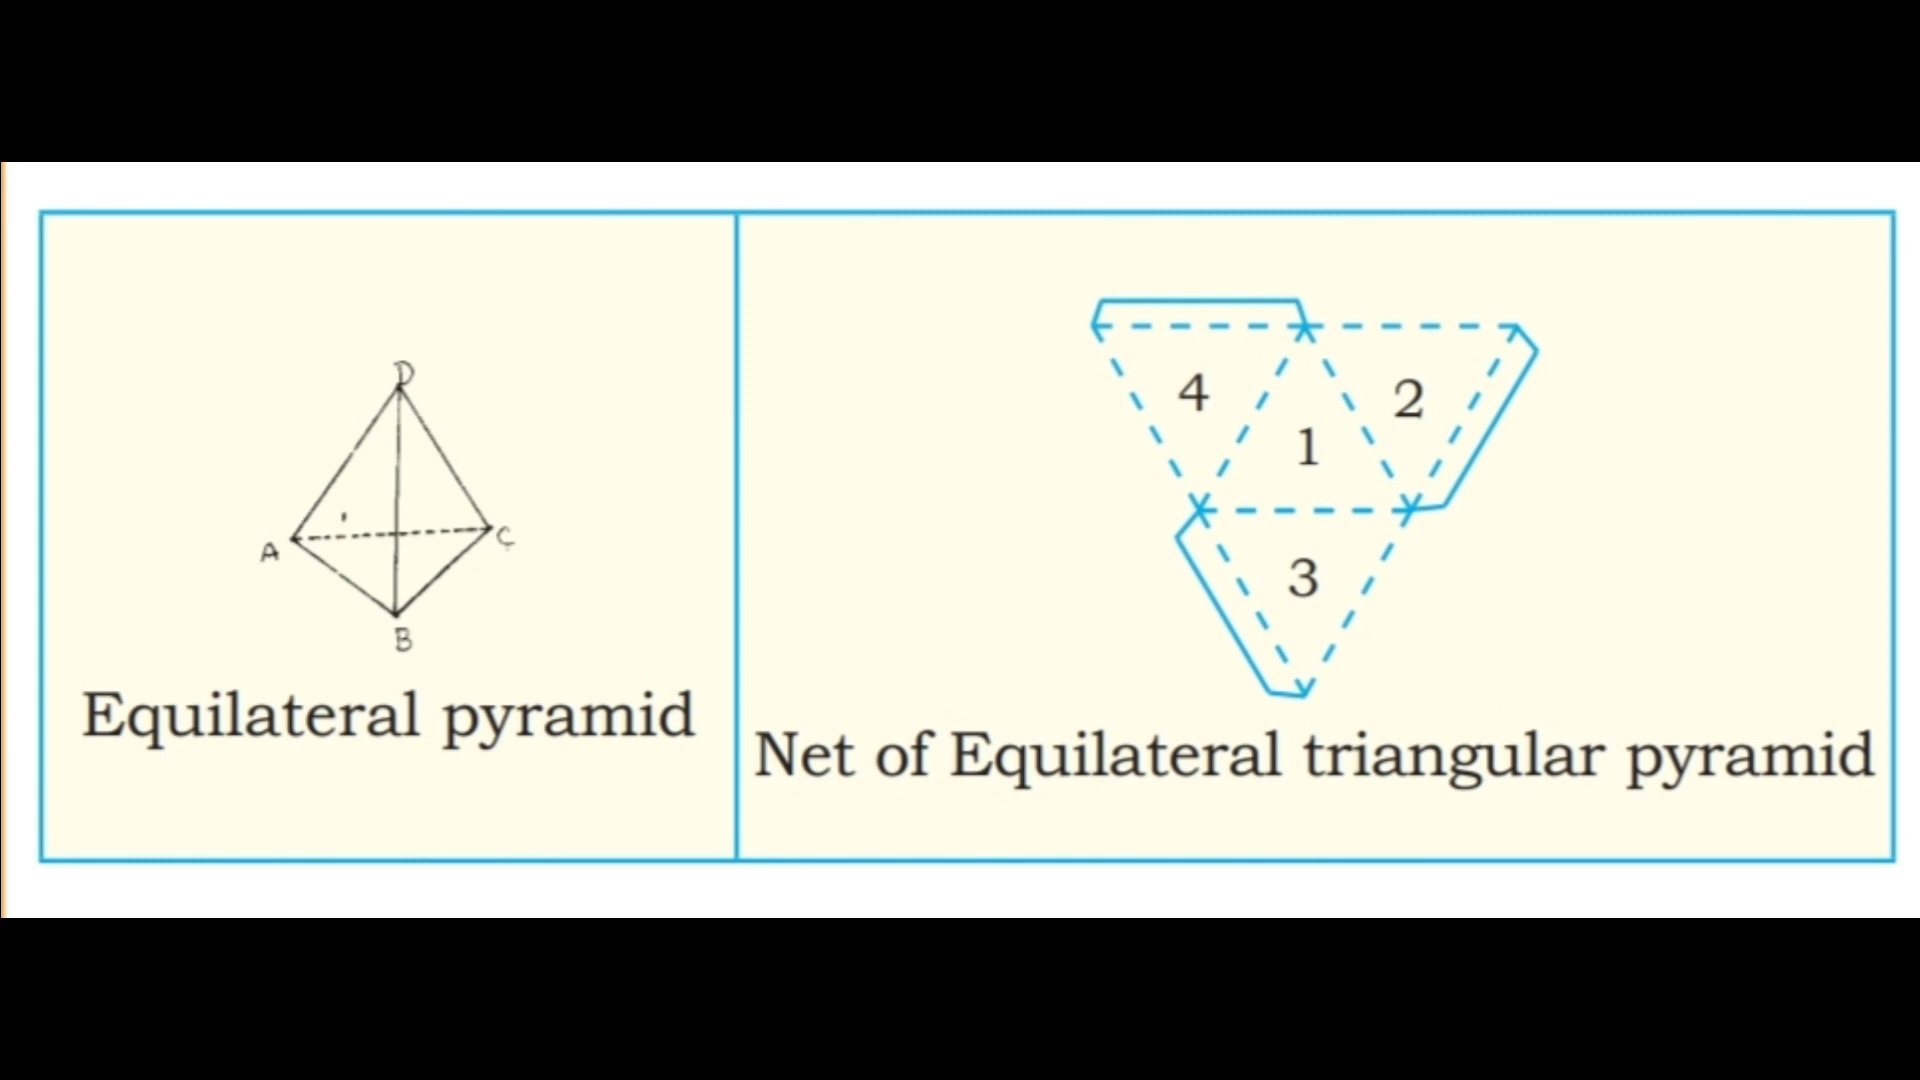 D
A
C
B
Equilateral pyramid
4
2
1
3
Net of Equilateral triangular pyramid